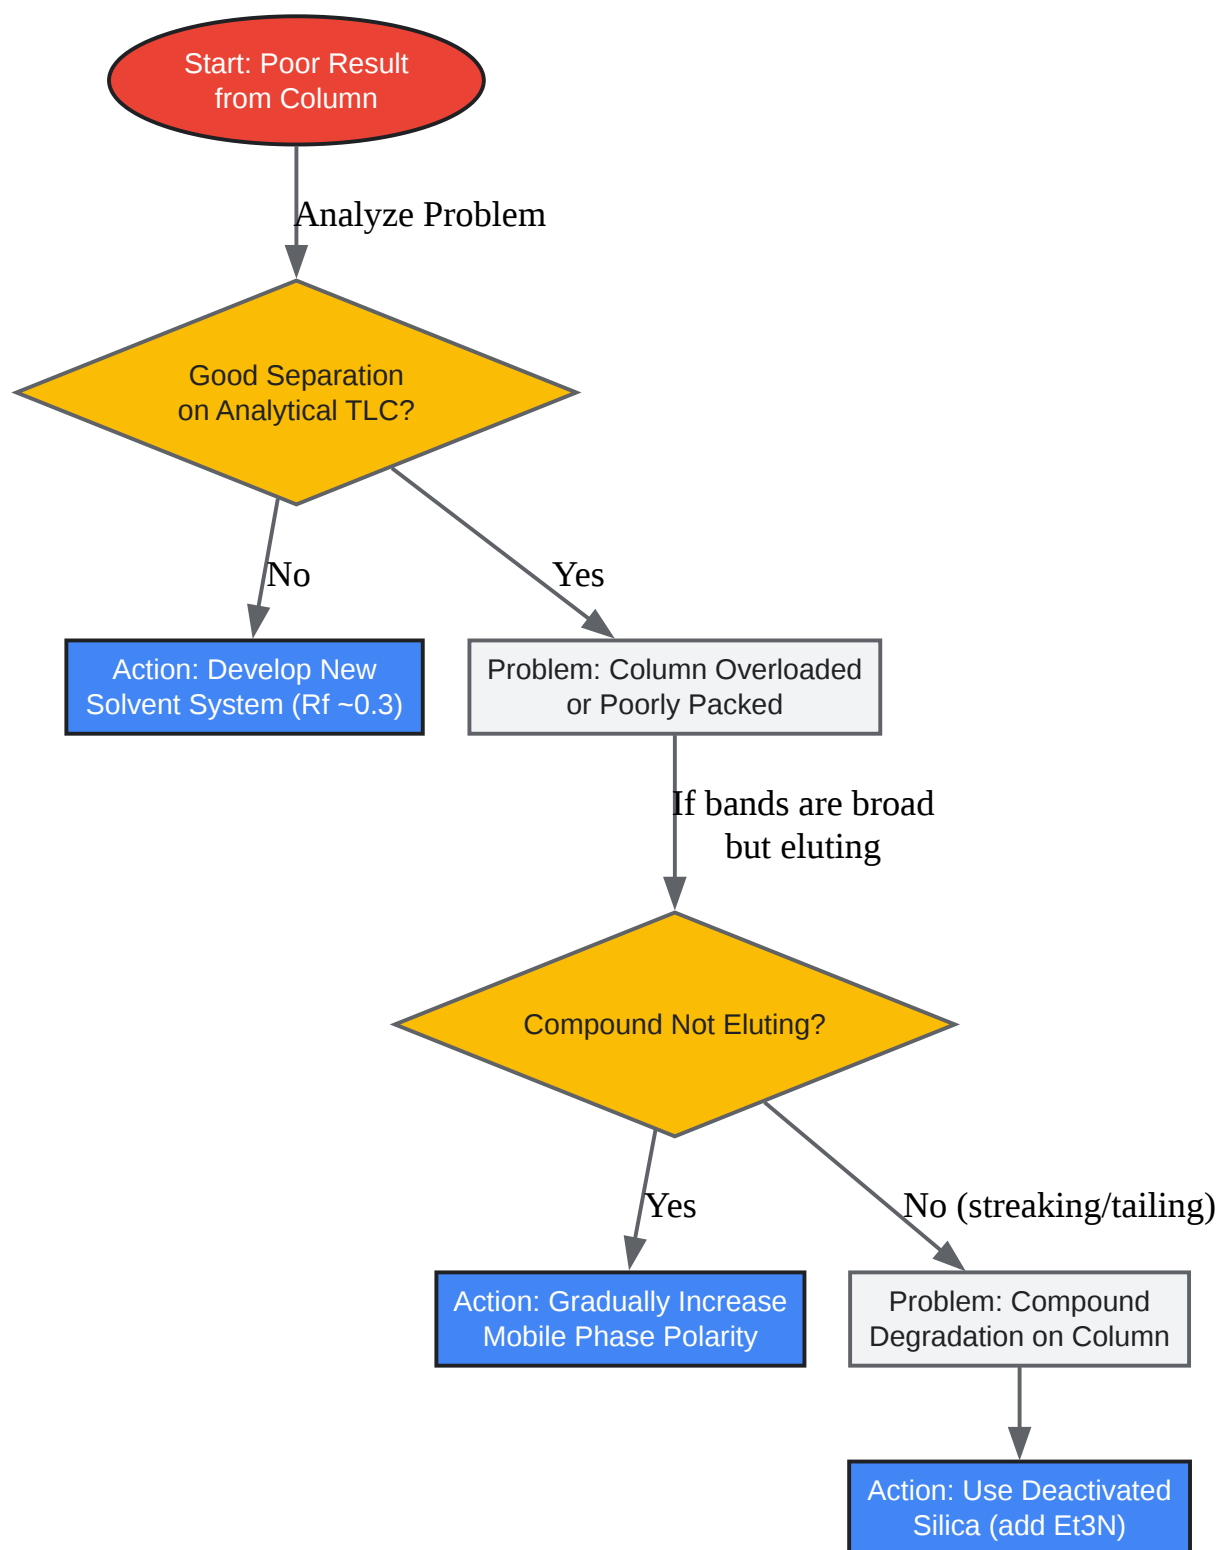 Start: Poor Result
from Column
Analyze Problem
Good Separation
on Analytical TLC?
No
Yes
Action: Develop New
Solvent System (Rf ~0.3)
Problem: Column Overloaded
or Poorly Packed
If bands are broad
but eluting
Compound Not Eluting?
Yes
No (streaking/tailing)
Action: Gradually Increase
Mobile Phase Polarity
Problem: Compound
Degradation on Column
Action: Use Deactivated
Silica (add Et3N)